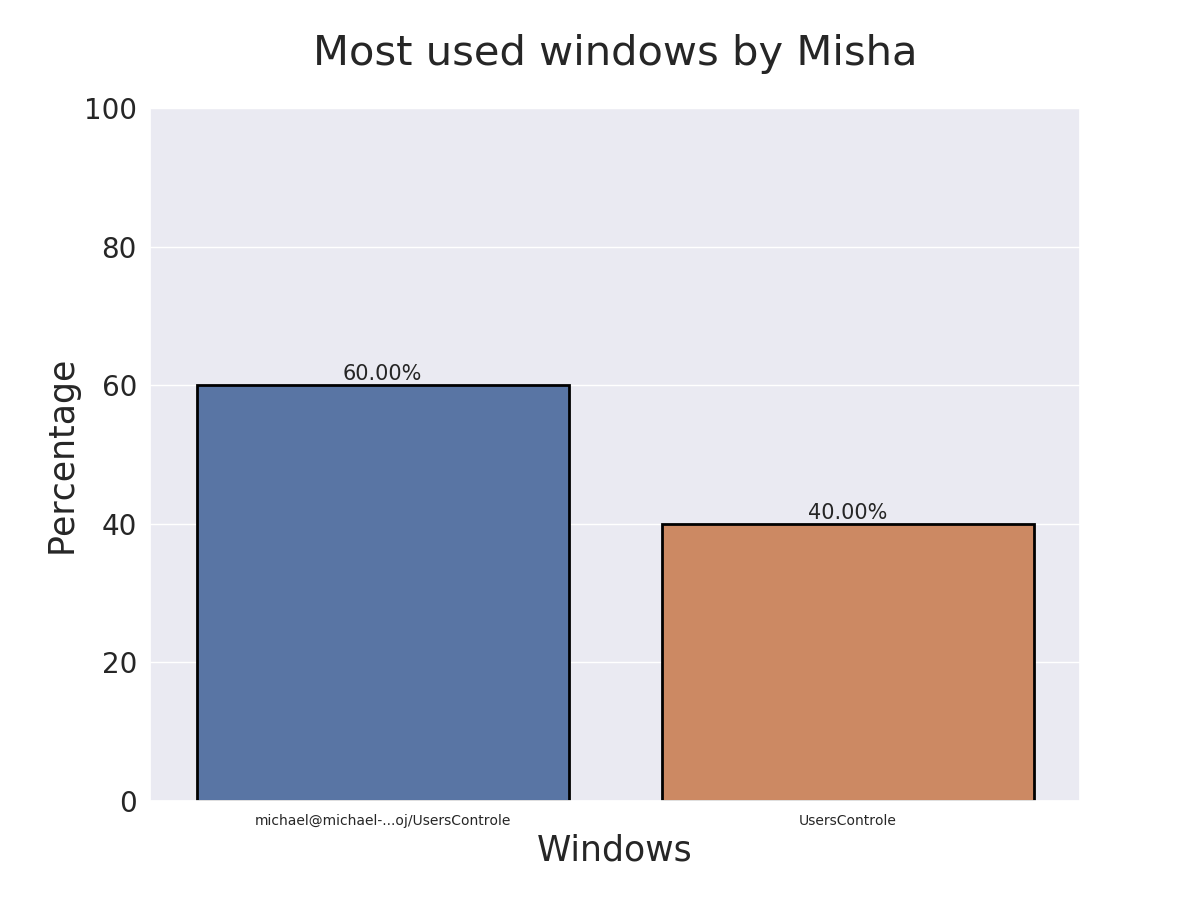 Most used windows by Misha
100
80
60
40
20
0
Percentage
60.00%
40.00%
michael@michael-...oj/UsersControle
UsersControle
Windows